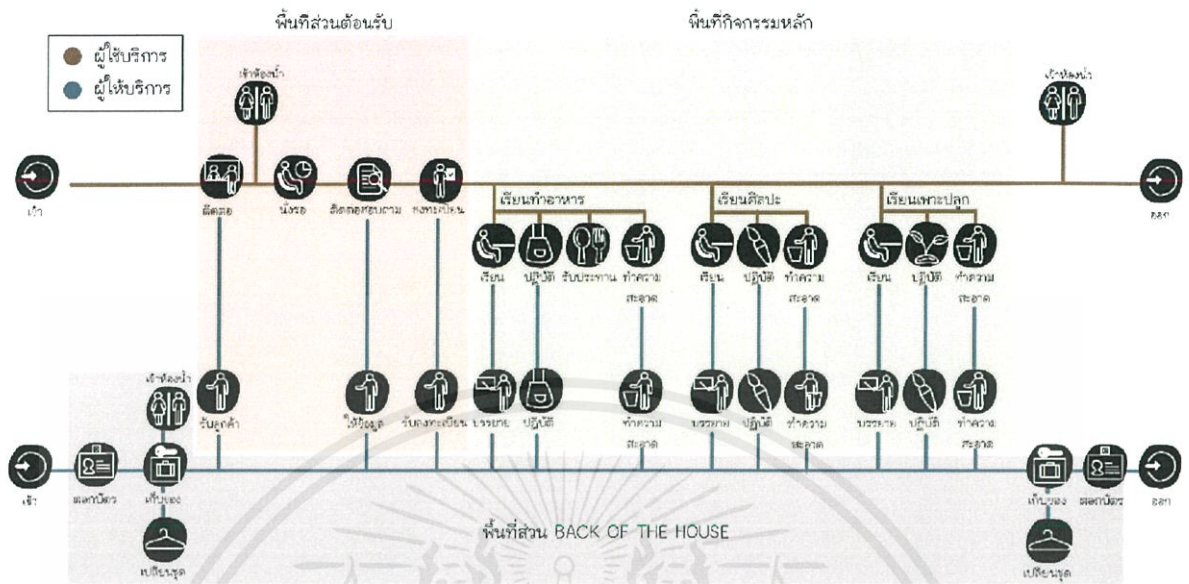 พื้นที่ส่วนต้อนรับ
พื้นที่กิจกรรมหลัก
ผู้ใช้บริการ
ผู้ให้บริการ
เข้าห้องน้ำ
เข้าห้องน้ำ
เข้า
ติดต่อ
นั่งรอ
ติดต่อสอบถาม
ลงทะเบียน
ออก
เรียนทำอาหาร
เรียนศิลปะ
เรียนเพาะปลูก
เรียน
ปฏิบัติ
รับประทาน
ทำความ
สะอาด
เรียน
ปฏิบัติ
ทำความ
สะอาด
เรียน
ปฏิบัติ
ทำความ
สะอาด
เข้าห้องน้ำ
รับลูกค้า
ให้ข้อมูล
รับลงทะเบียน
บรรยาย
ปฏิบัติ
ทำความ
สะอาด
บรรยาย
ปฏิบัติ
ทำความ
สะอาด
บรรยาย
ปฏิบัติ
ทำความ
สะอาด
เข้า
ตอกบัตร
เก็บของ
เก็บของ
ตอกบัตร
ออก
พื้นที่ส่วน BACK OF THE HOUSE
เปลี่ยนชุด
เปลี่ยนชุด